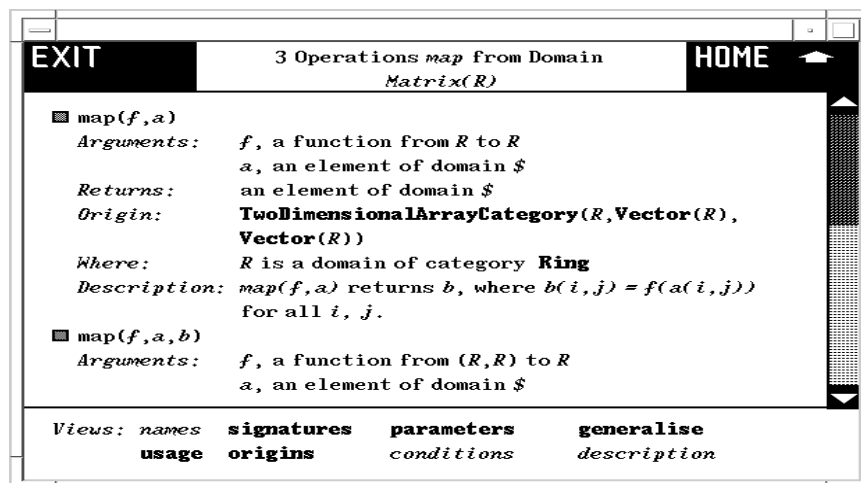 EXIT
3 Operations map from Domain
Matrix(R)
HOME
map(f,a)
Arguments: f, a function from R to R
a, an element of domain $
Returns: an element of domain $
Origin: TwoDimensionalArrayCategory(R,Vector(R),
Vector(R))
Where: R is a domain of category Ring
Description: map(f,a) returns b, where b(i,j) = f(a(i,j))
for all i, j.
map(f,a,b)
Arguments: f, a function from (R,R) to R
a, an element of domain $
Views: names signatures parameters generalise
usage origins conditions description